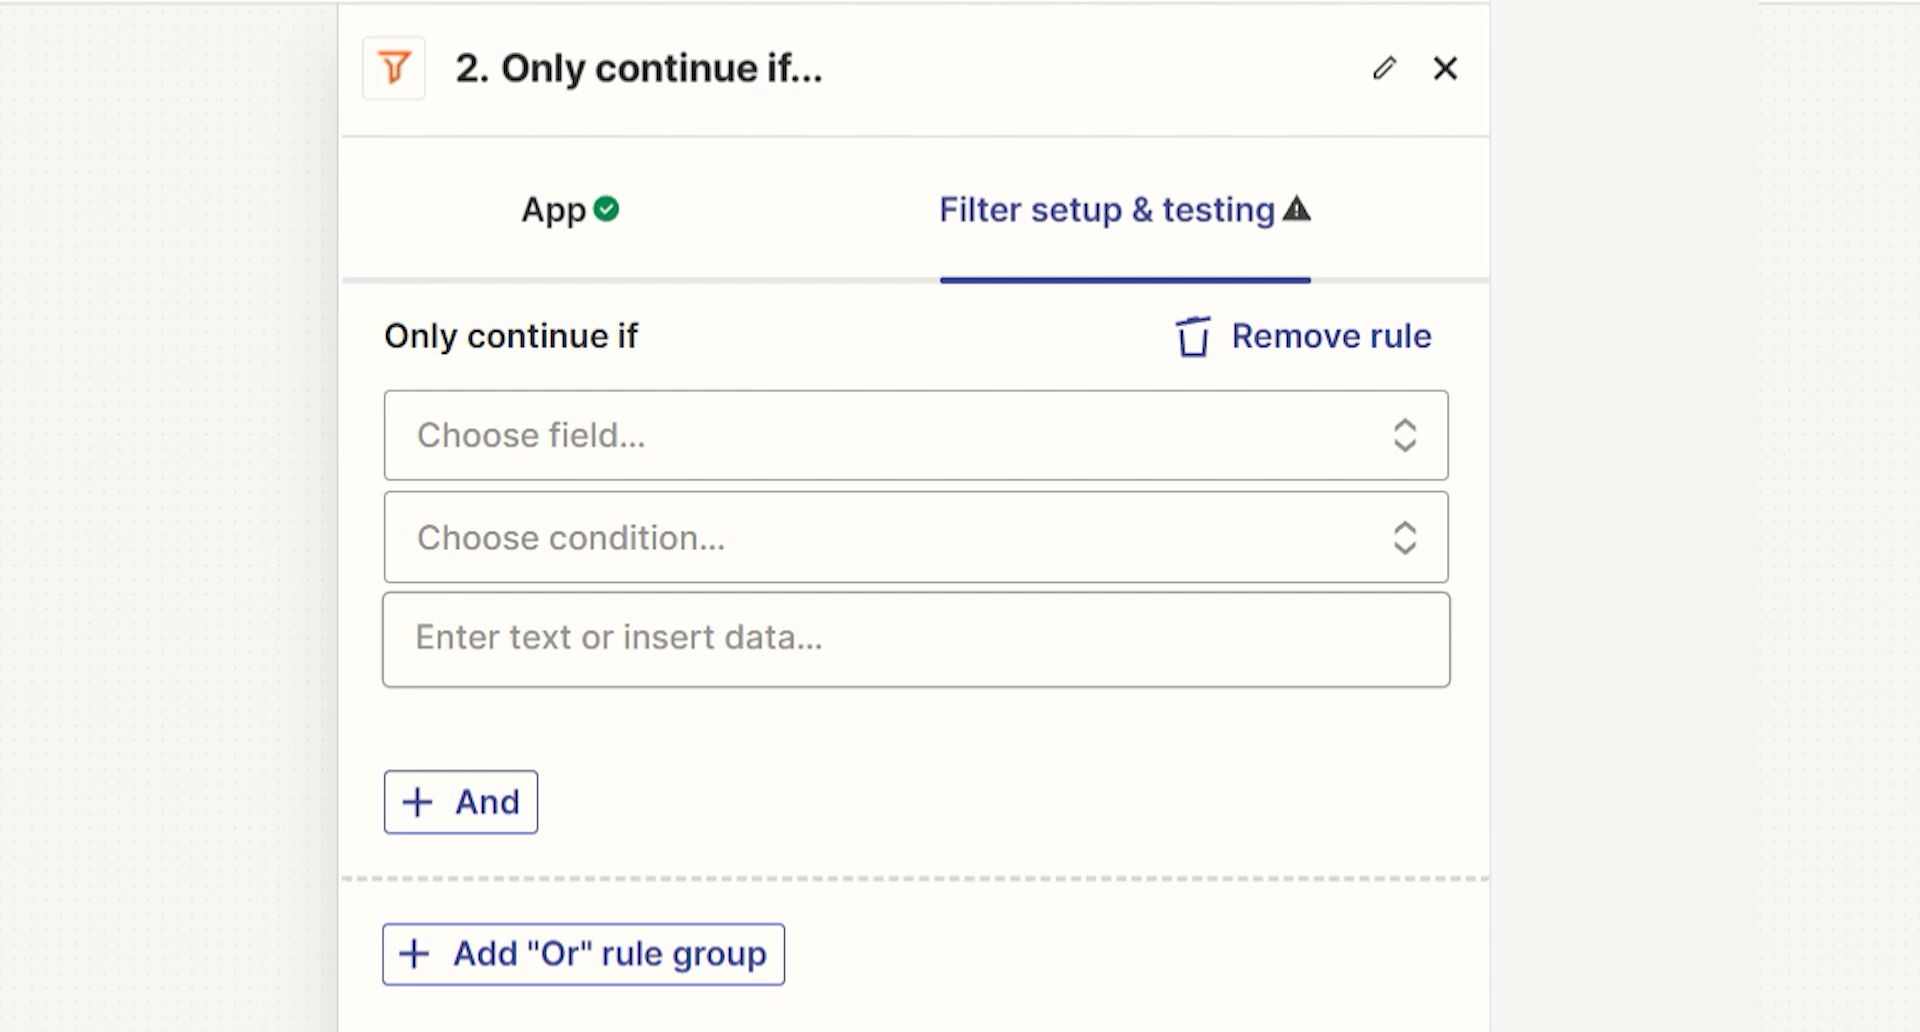 2. Only continue if...
App
Filter setup & testing
Only continue if
Remove rule
Choose field...
Choose condition...
Enter text or insert data...
+ And
+ Add "Or" rule group